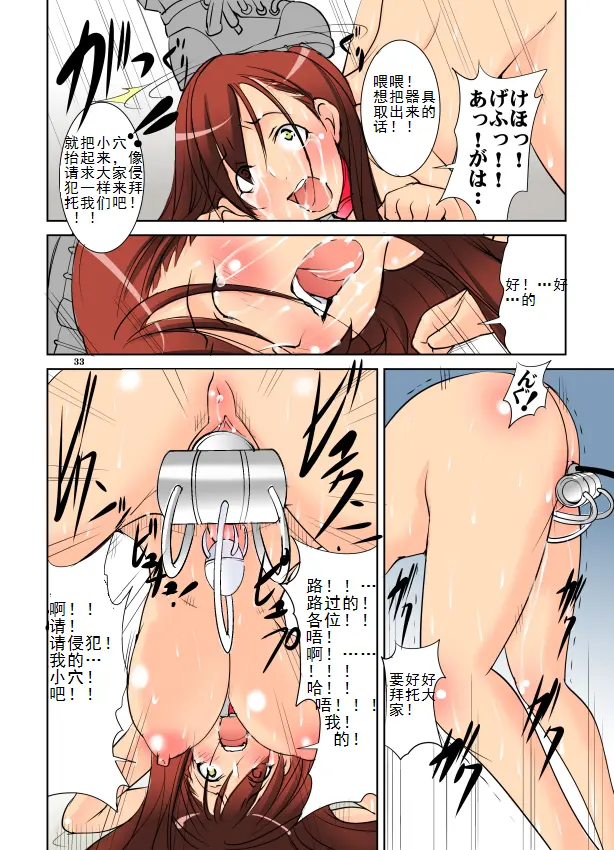 けほっ！
げふっ！
あっ！がは‥
喂喂！
想把器具
取出来的
话！！
就把小穴
抬起来，像
请求大家侵
犯一样来拜
托我们吧！
！！
好！…好
…的
33
んぐ！
要好好
拜托大
家！
路！！…
路过的！
各位！！
唔！
啊！……
！！！
哈！！
唔！！！
我！
的！
啊！！
请！
请侵犯！
我的…
小穴！
吧！！